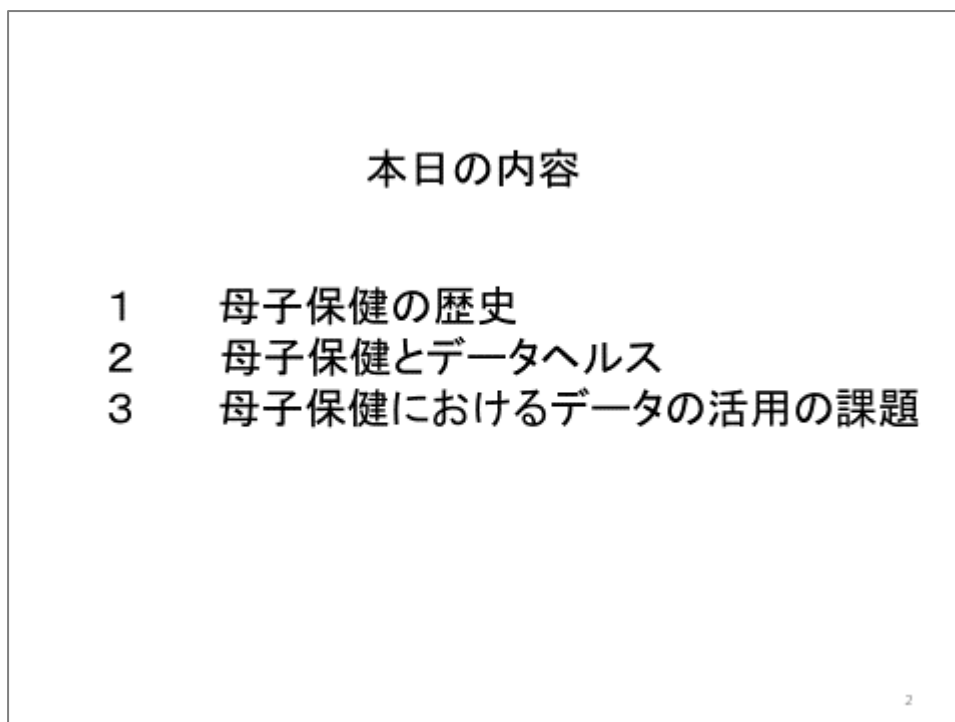 本日の内容
1 母子保健の歴史
2 母子保健とデータヘルス
3 母子保健におけるデータの活用の課題
2